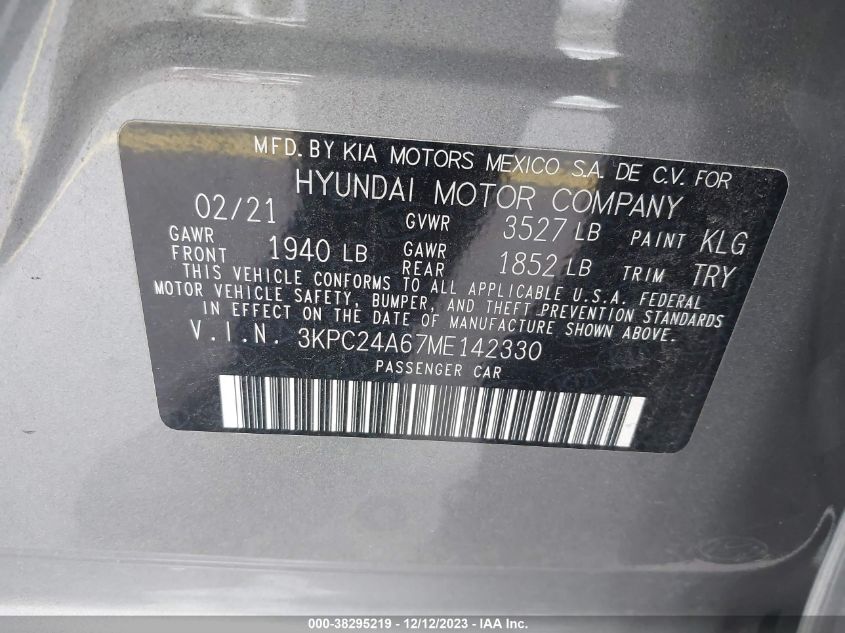 MFD. BY KIA MOTORS MEXICO S.A. DE C.V. FOR
HYUNDAI MOTOR COMPANY
02/21 GVWR 3527 LB PAINT KLG
GAWR FRONT 1940 LB GAWR REAR 1852 LB TRIM TRY
THIS VEHICLE CONFORMS TO ALL APPLICABLE U.S.A. FEDERAL
MOTOR VEHICLE SAFETY, BUMPER, AND THEFT PREVENTION STANDARDS
IN EFFECT ON THE DATE OF MANUFACTURE SHOWN ABOVE.
V.I.N. 3KPC24A67ME142330
PASSENGER CAR
000-38295219 - 12/12/2023 - IAA Inc.